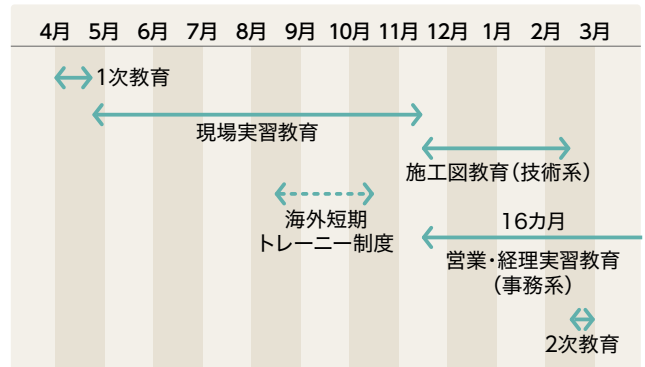 4月 5月 6月 7月 8月 9月 10月 11月 12月 1月 2月 3月
1次教育
現場実習教育
施工図教育(技術系)
海外短期
トレーニー制度
16カ月
営業・経理実習教育
(事務系)
2次教育